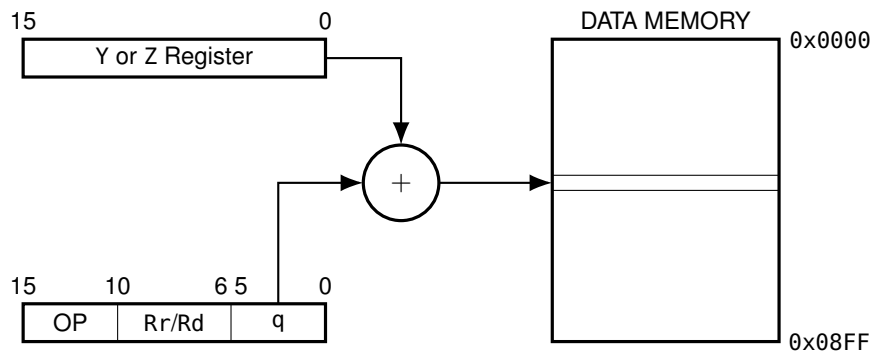 15 0 DATA MEMORY
0x0000
Y or Z Register
+
15 10 6 5 0
OP Rr/Rd q
0x08FF